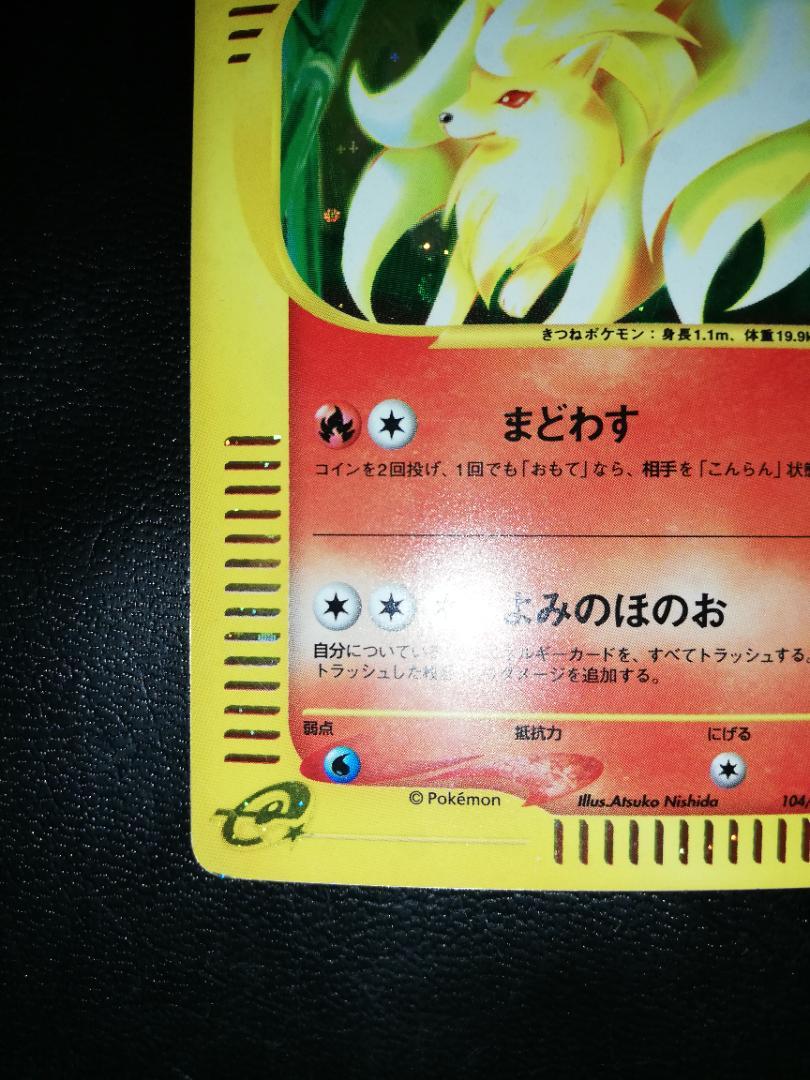 きつねポケモン：身長1.1m、体重19.9k
まどわす
コインを2回投げ、1回でも「おもて」なら、相手を「こんらん」状態
よみのほのお
自分についてい ネルギーカードを、すべてトラッシュする。
トラッシュした枚 ダメージを追加する。
弱点 抵抗力 にげる
© Pokémon Illus.Atsuko Nishida 104/
e